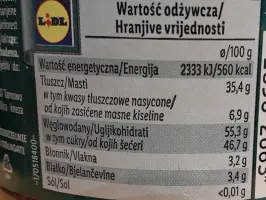 LIDL
Wartość odżywcza/
Hranjive vrijednosti
ø/100 g
Wartość energetyczna/Energija 2333 kJ/560 kcal
Tłuszcz/Masti 35,4 g
w tym kwasy tłuszczowe nasycone/
od kojih zasićene masne kiseline 6,9 g
Węglowodany/Ugljikohidrati 55,3 g
w tym cukry/od kojih šećeri 46,7 g
Błonnik/Vlakna 3,2 g
Białko/Bjelančevine 3,4 g
Sól/Sol <0,01 g
~170518400~